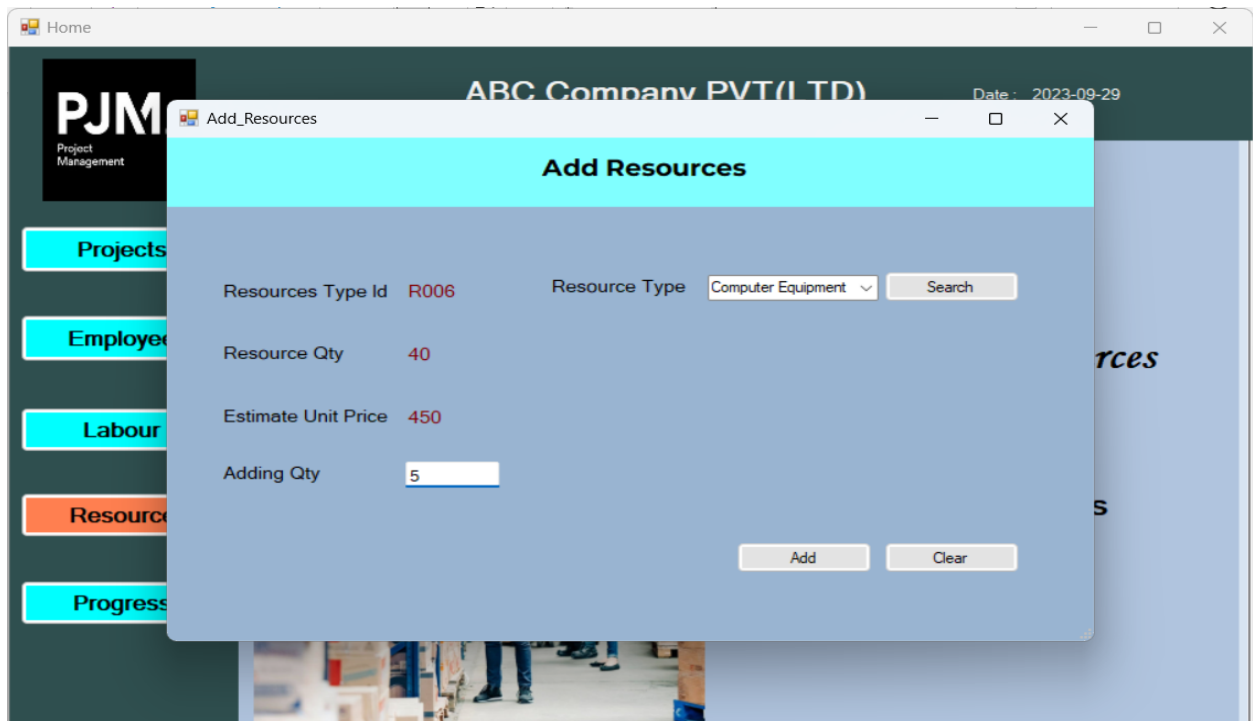 Home
PJM
Project
Management
ABC Company PVT(LTD)
Date : 2023-09-29
Add_Resources
Add Resources
Projects
Resources Type Id R006
Resource Type Computer Equipment Search
Employee
Resource Qty 40
rces
Estimate Unit Price 450
Labour
Adding Qty 5
Resource
s
Add Clear
Progress